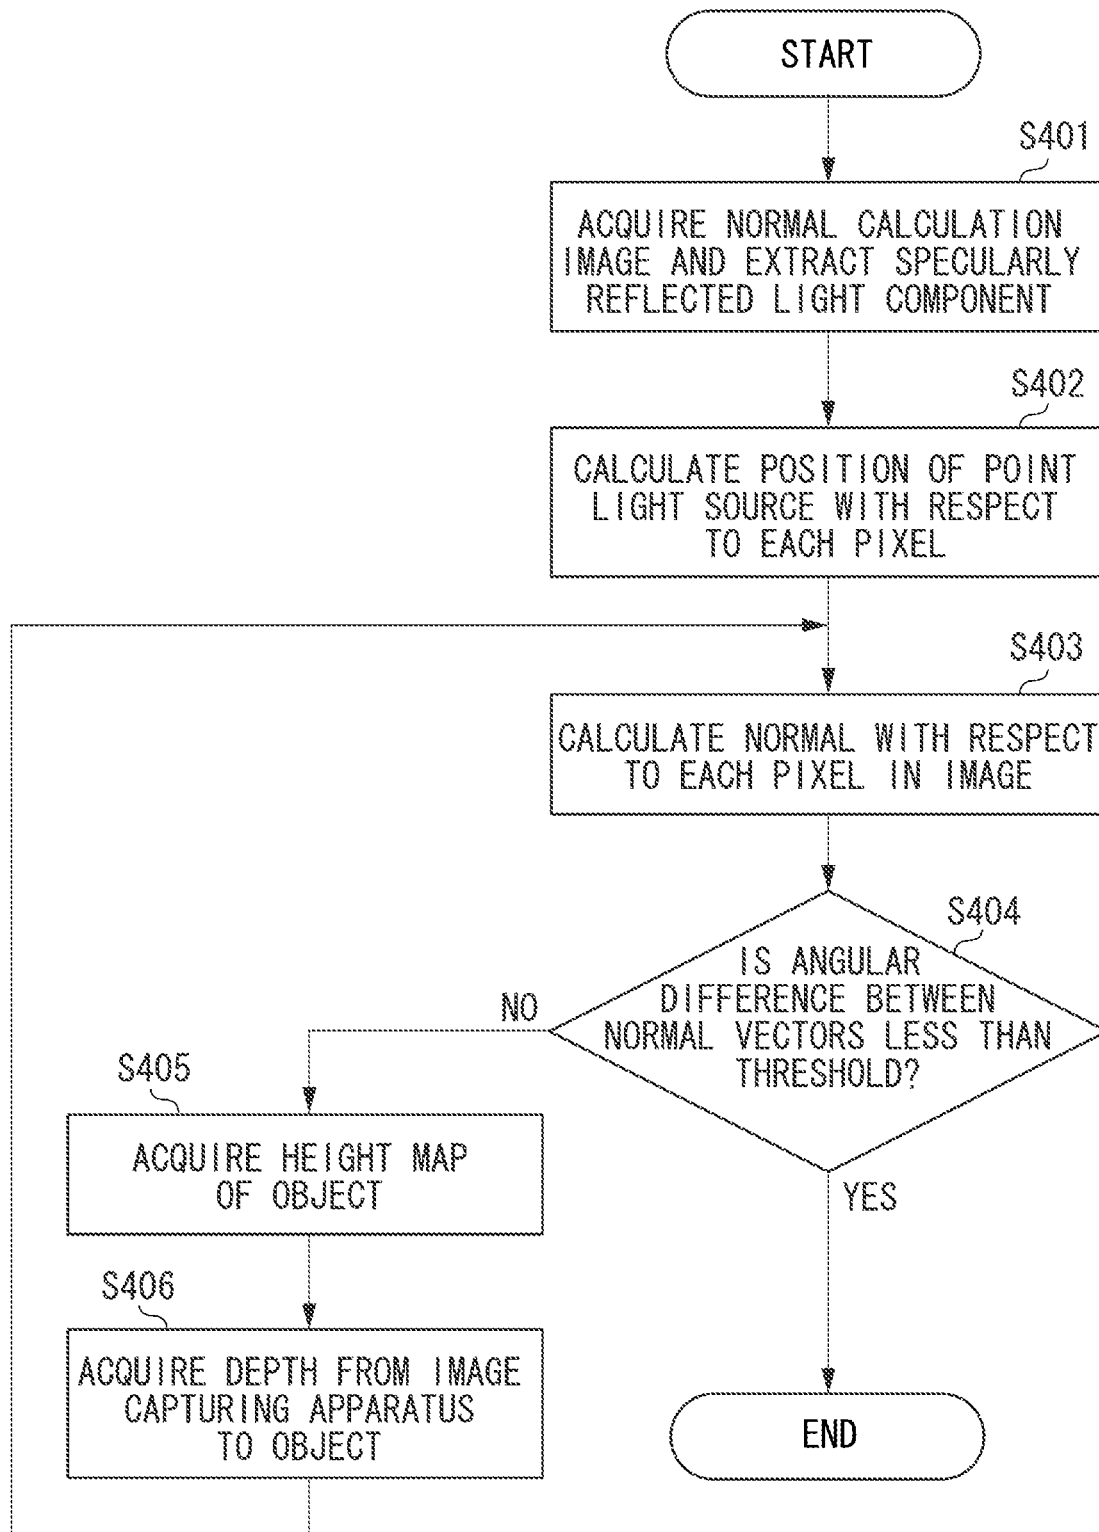 START
S401
ACQUIRE NORMAL CALCULATION
IMAGE AND EXTRACT SPECULARLY
REFLECTED LIGHT COMPONENT
S402
CALCULATE POSITION OF POINT
LIGHT SOURCE WITH RESPECT
TO EACH PIXEL
S403
CALCULATE NORMAL WITH RESPECT
TO EACH PIXEL IN IMAGE
S404
IS ANGULAR
DIFFERENCE BETWEEN
NORMAL VECTORS LESS THAN
THRESHOLD?
NO
S405
ACQUIRE HEIGHT MAP
OF OBJECT
YES
S406
ACQUIRE DEPTH FROM IMAGE
CAPTURING APPARATUS
TO OBJECT
END